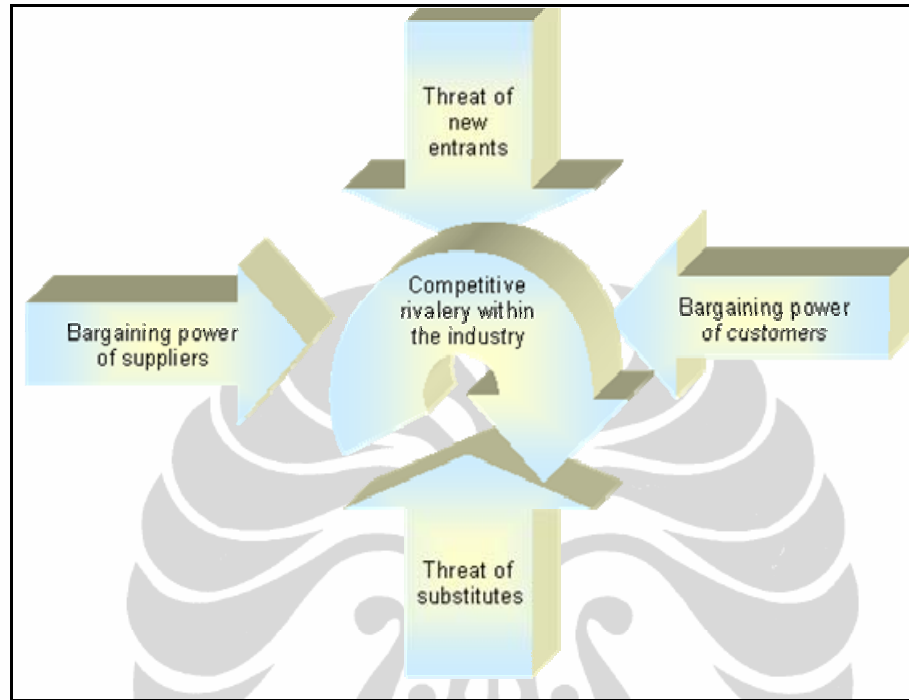 Threat of
new
entrants
Competitive
rivalery within
the industry
Bargaining power
of suppliers
Bargaining power
of customers
Threat of
substitutes